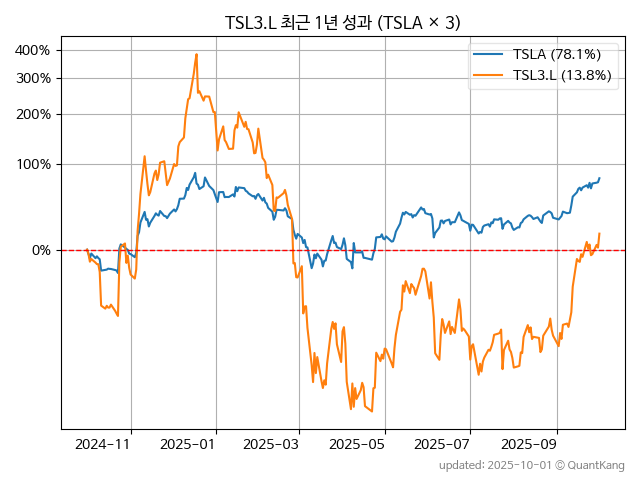 TSL3.L 최근 1년 성과 (TSLA × 3)
TSLA (78.1%)
TSL3.L (13.8%)
400%
300%
200%
100%
0%
2024-11 2025-01 2025-03 2025-05 2025-07 2025-09
updated: 2025-10-01 © QuantKang